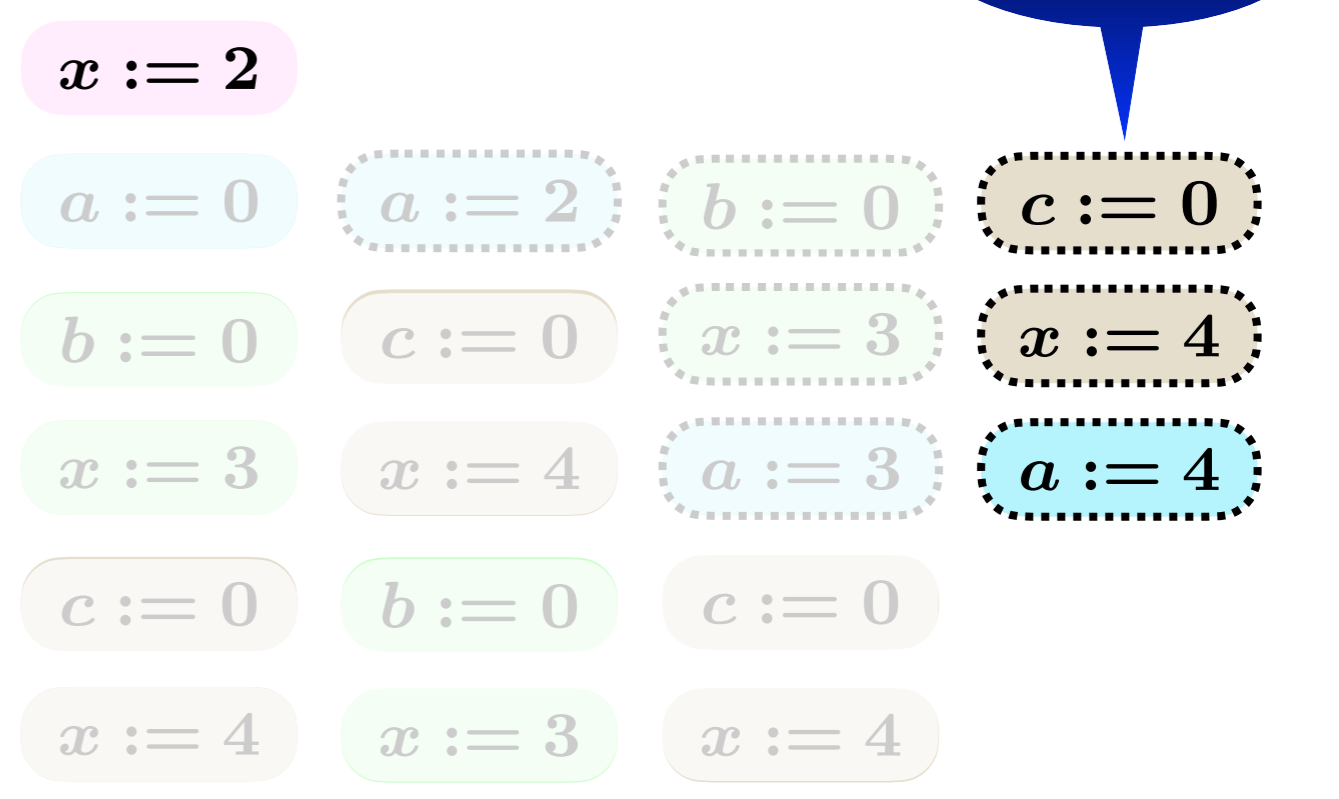 x := 2
a := 0 a := 2 b := 0 c := 0
b := 0 c := 0 x := 3 x := 4
x := 3 x := 4 a := 3 a := 4
c := 0 b := 0 c := 0
x := 4 x := 3 x := 4